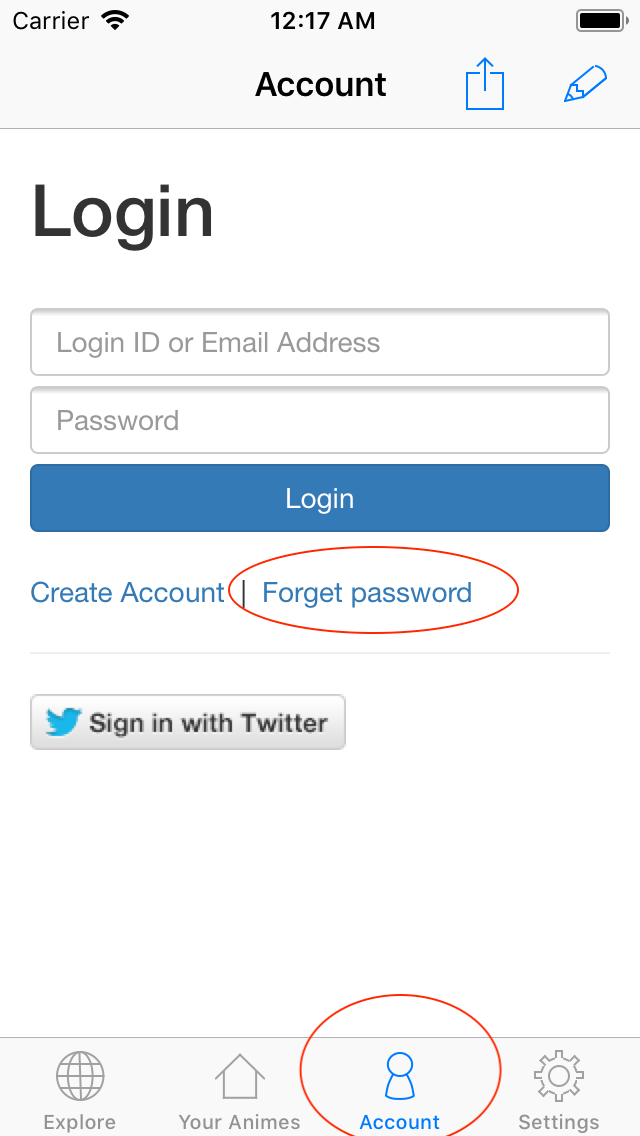 Carrier 12:17 AM
Account
Login
Login ID or Email Address
Password
Login
Create Account | Forget password
Sign in with Twitter
Explore Your Animes Account Settings